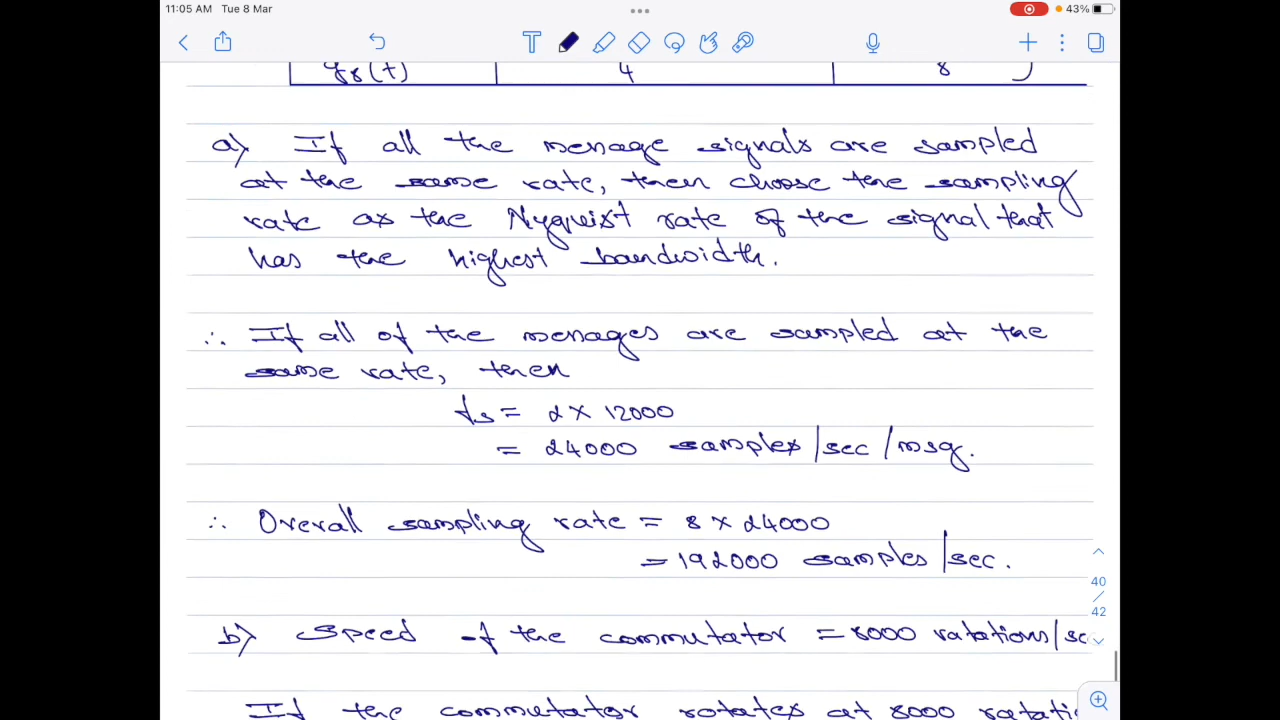 11:05 AM Tue 8 Mar
43%
T
g8(t) 4 8
a) If all the message signals are sampled
at the same rate, then choose the sampling
rate as the Nyquist rate of the signal that
has the highest bandwidth.
∴ If all of the messages are sampled at the
same rate, then
fs = 2 × 12000
= 24000 samples/sec/msg.
∴ Overall sampling rate = 8 × 24000
= 192000 samples/sec.
40
/
42
b) Speed of the commutator = 8000 rotations/sec
If the commutator rotates at 8000 rotatio